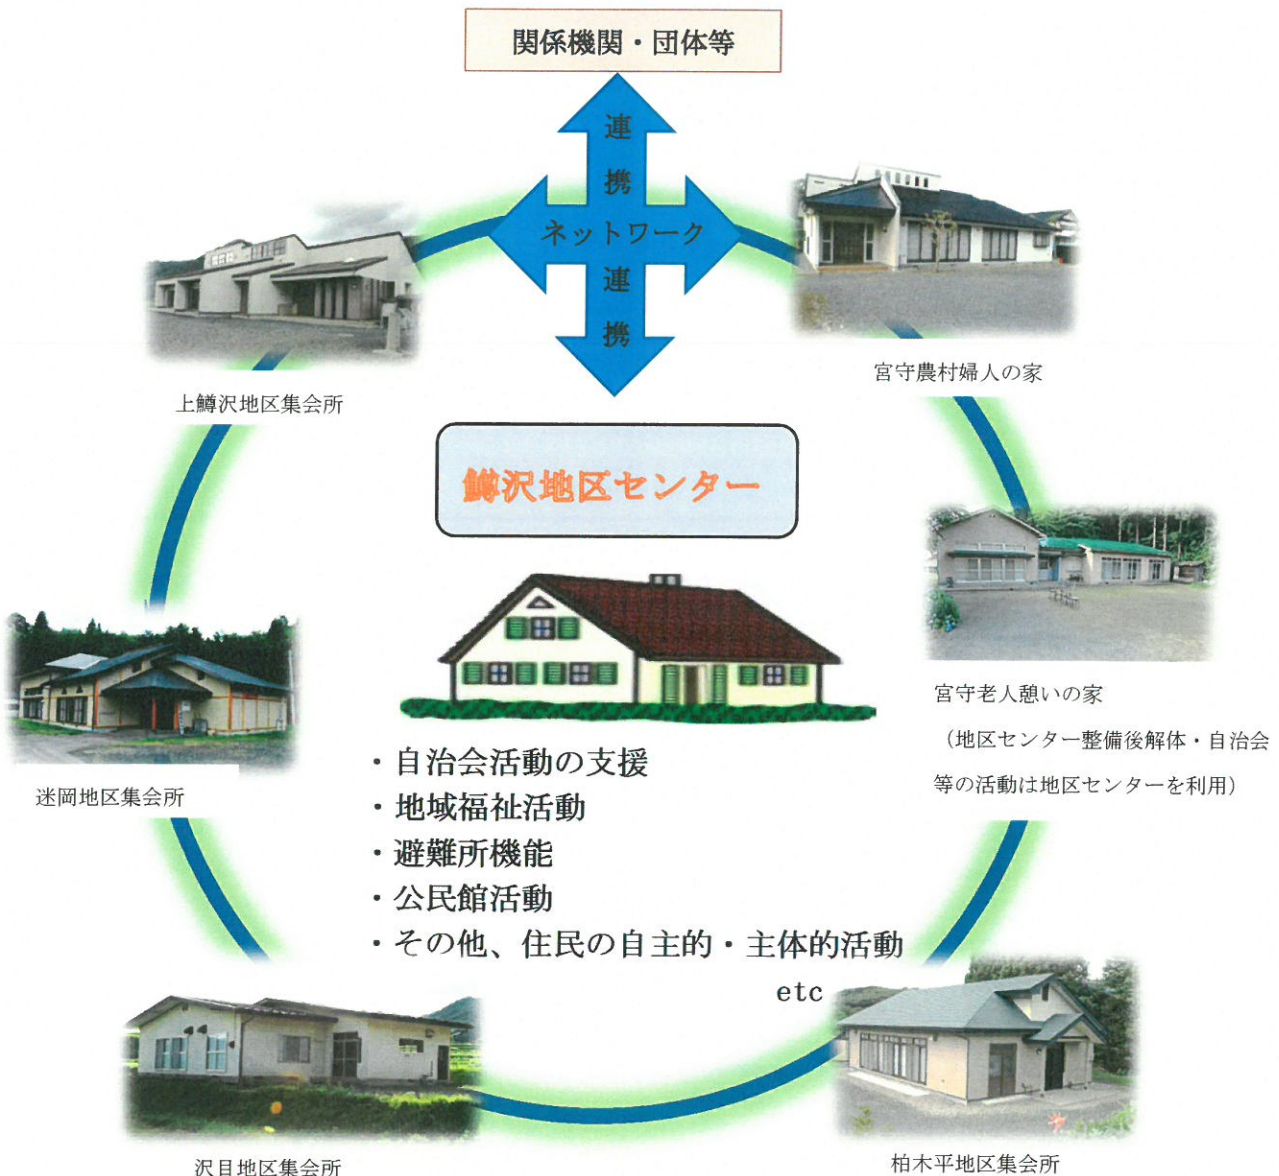 関係機関・団体等
連
携
ネットワーク
連
携
宮守農村婦人の家
上鱒沢地区集会所
鱒沢地区センター
宮守老人憩いの家
(地区センター整備後解体・自治会
等の活動は地区センターを利用)
迷岡地区集会所
・自治会活動の支援
・地域福祉活動
・避難所機能
・公民館活動
・その他、住民の自主的・主体的活動
etc
沢目地区集会所
柏木平地区集会所